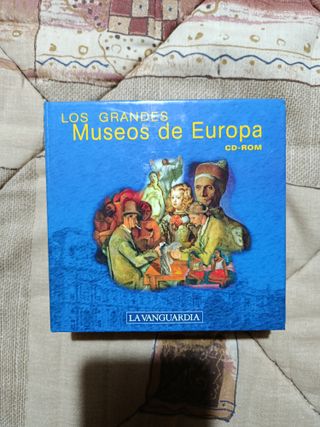 LOS GRANDES
Museos de Europa
CD-ROM
LA VANGUARDIA